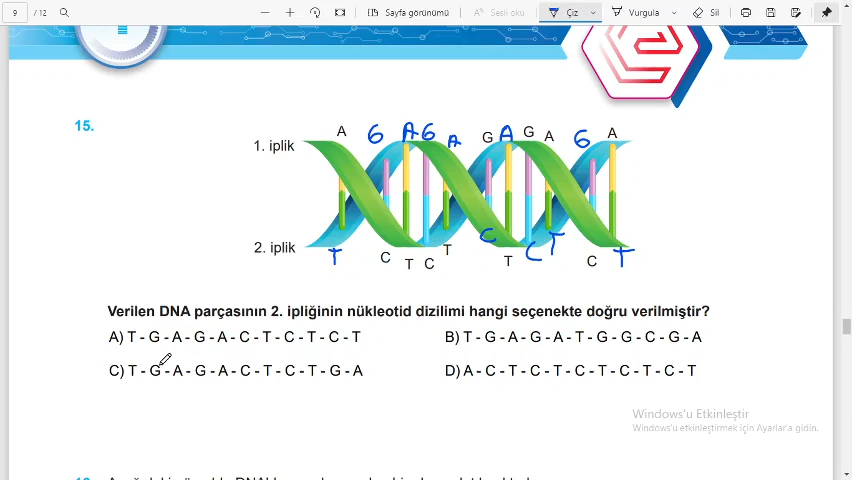 9 / 12 Sayfa görünümü Sesli oku Çiz Vurgula Sil
15.
A G A G A G A G A G A
1. iplik
2. iplik
T C T C T C T C T C T
Verilen DNA parçasının 2. ipliğinin nükleotid dizilimi hangi seçenekte doğru verilmiştir?
A) T - G - A - G - A - C - T - C - T - C - T
B) T - G - A - G - A - T - G - G - C - G - A
C) T - G - A - G - A - C - T - C - T - G - A
D) A - C - T - C - T - C - T - C - T - C - T
Windows'u Etkinleştir
Windows'u etkinleştirmek için Ayarlar'a gidin.